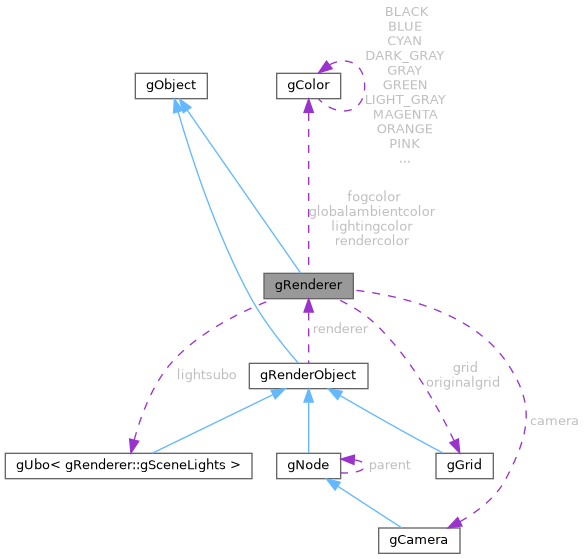 BLACK
BLUE
CYAN
DARK_GRAY
GRAY
GREEN
LIGHT_GRAY
MAGENTA
ORANGE
PINK
...
gObject
gColor
fogcolor
globalambientcolor
lightingcolor
rendercolor
gRenderer
renderer
gRenderObject
lightsubo
grid
originalgrid
camera
gUbo< gRenderer::gSceneLights >
gNode
parent
gGrid
gCamera